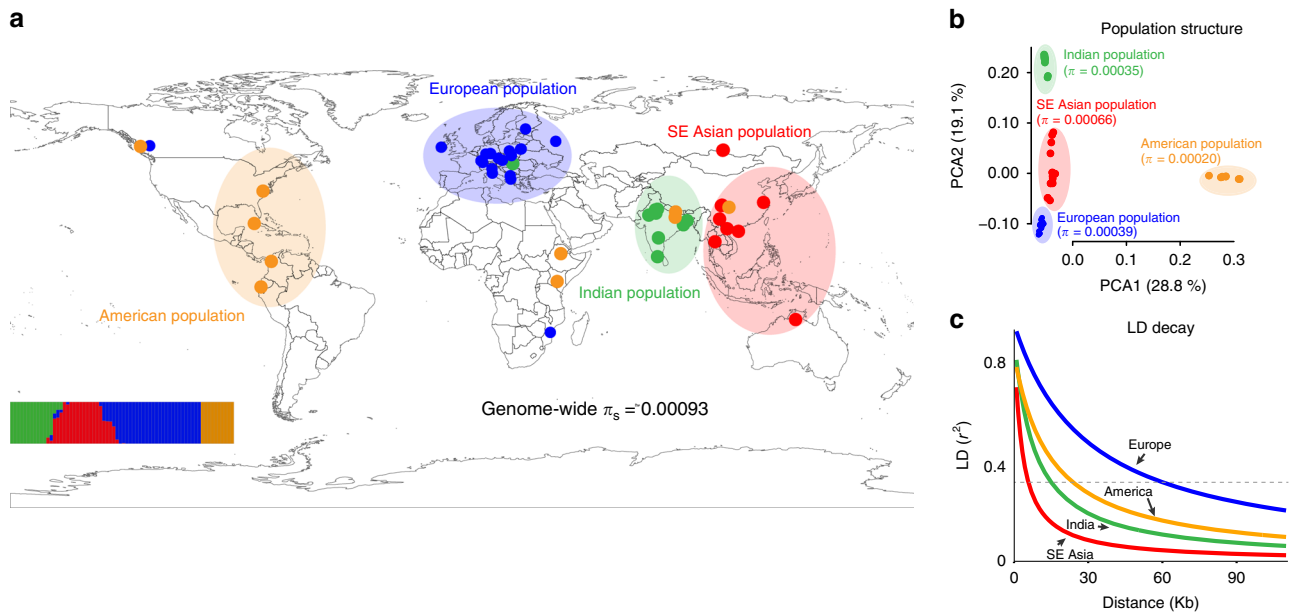 a
European population
SE Asian population
American population
Indian population
Genome-wide πs =~0.00093
b
Population structure
Indian population
(π = 0.00035)
SE Asian population
(π = 0.00066)
American population
(π = 0.00020)
European population
(π = 0.00039)
PCA2 (19.1 %)
0.20
0.10
0.00
−0.10
0.0
0.1
0.2
0.3
PCA1 (28.8 %)
c
LD decay
LD (r²)
0.8
0.4
0
Europe
America
India
SE Asia
0
30
60
90
Distance (Kb)